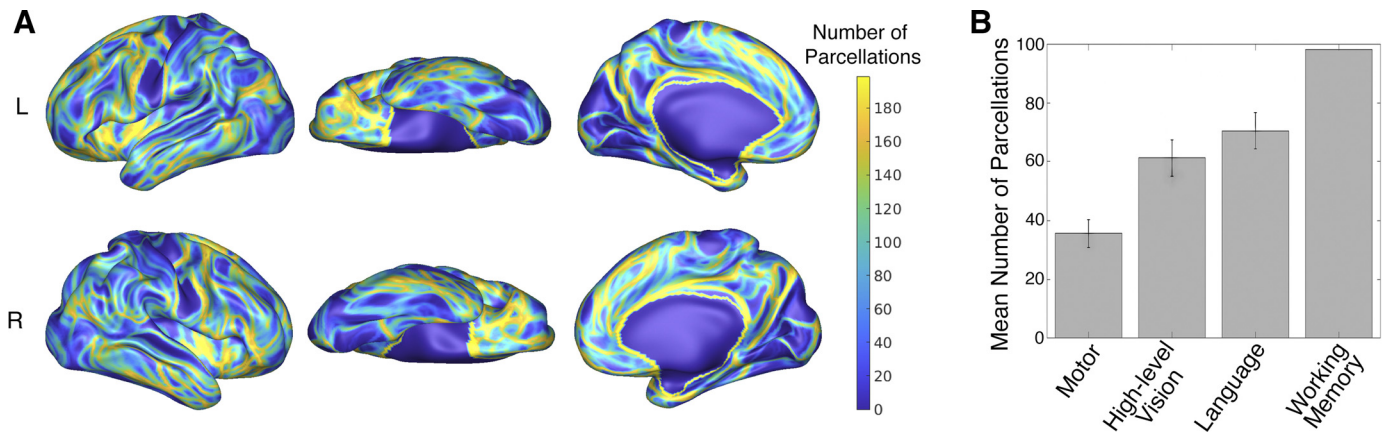 A
L
R
Number of
Parcellations
180
160
140
120
100
80
60
40
20
0
B
Mean Number of Parcellations
100
80
60
40
20
0
Motor
High-level
Vision
Language
Working
Memory